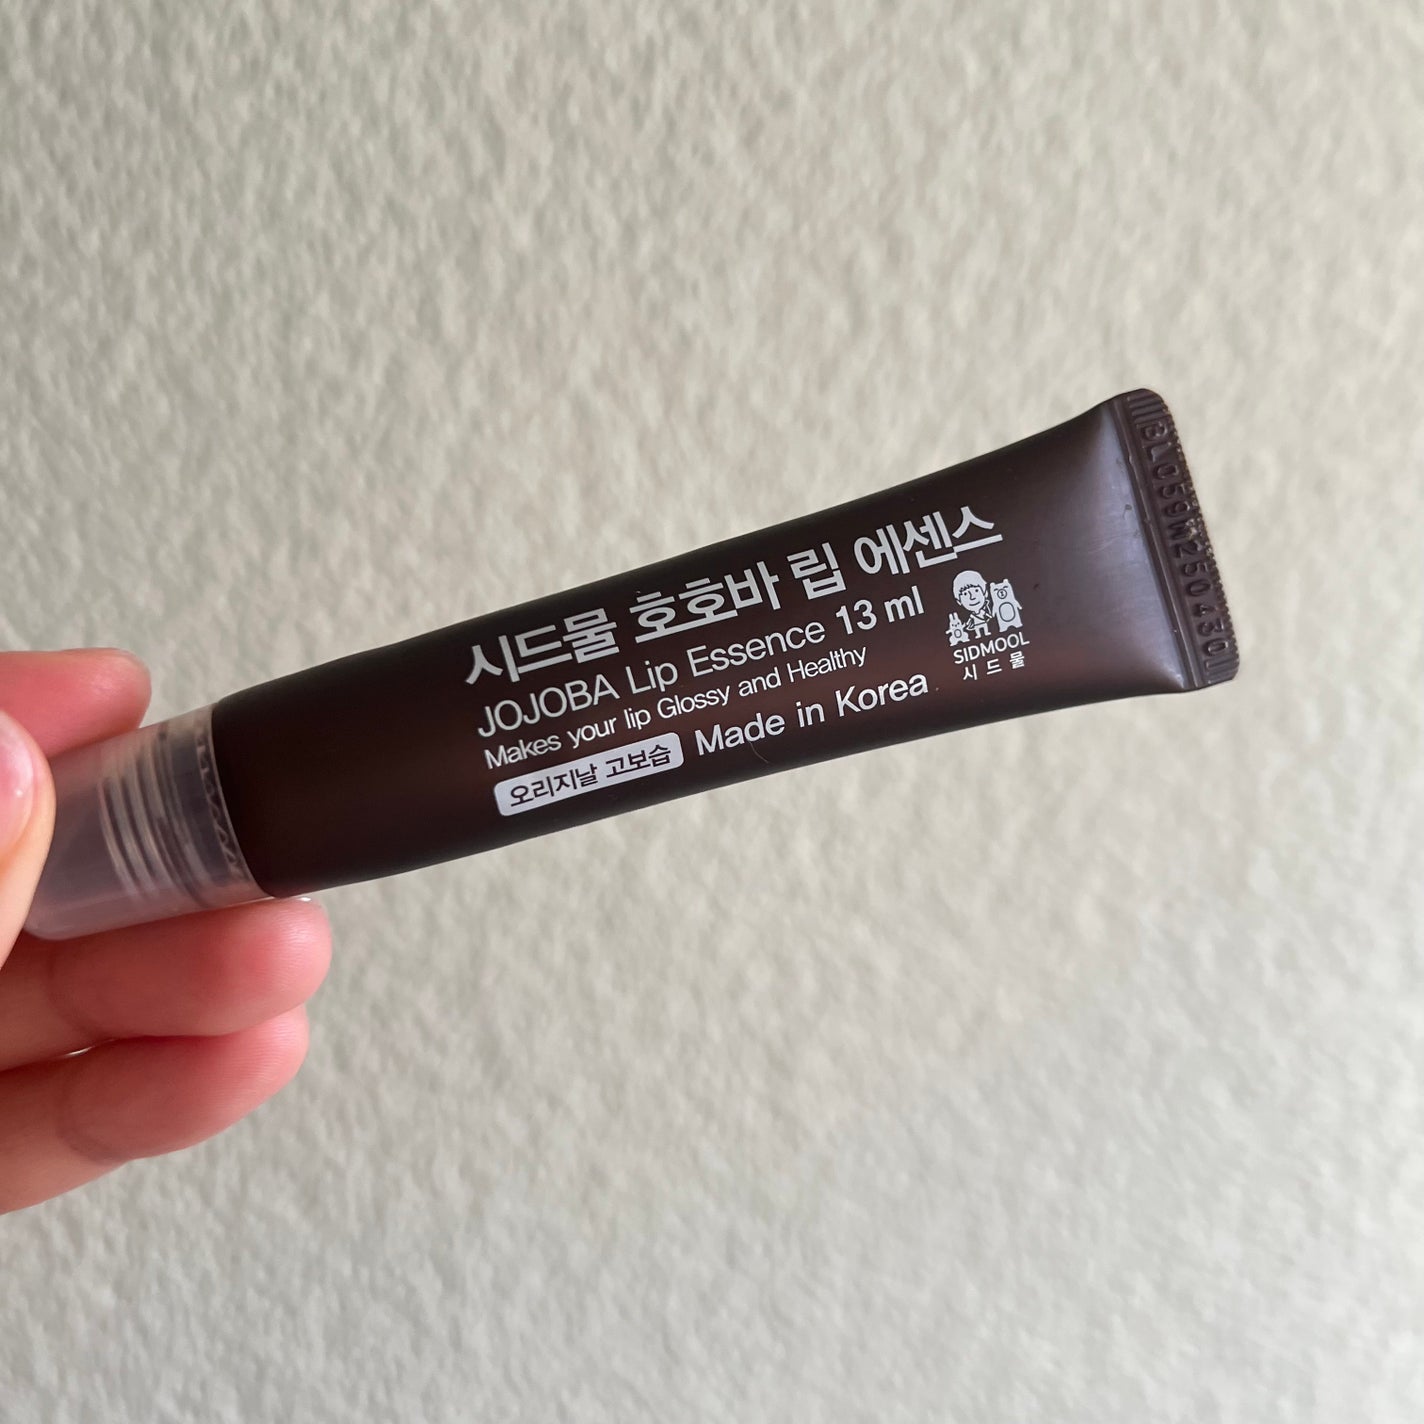 시드물 호호바 립 에센스
JOJOBA Lip Essence 13 ml
Makes your lip Glossy and Healthy
오리지날 고보습 Made in Korea
SIDMOOL
시드물